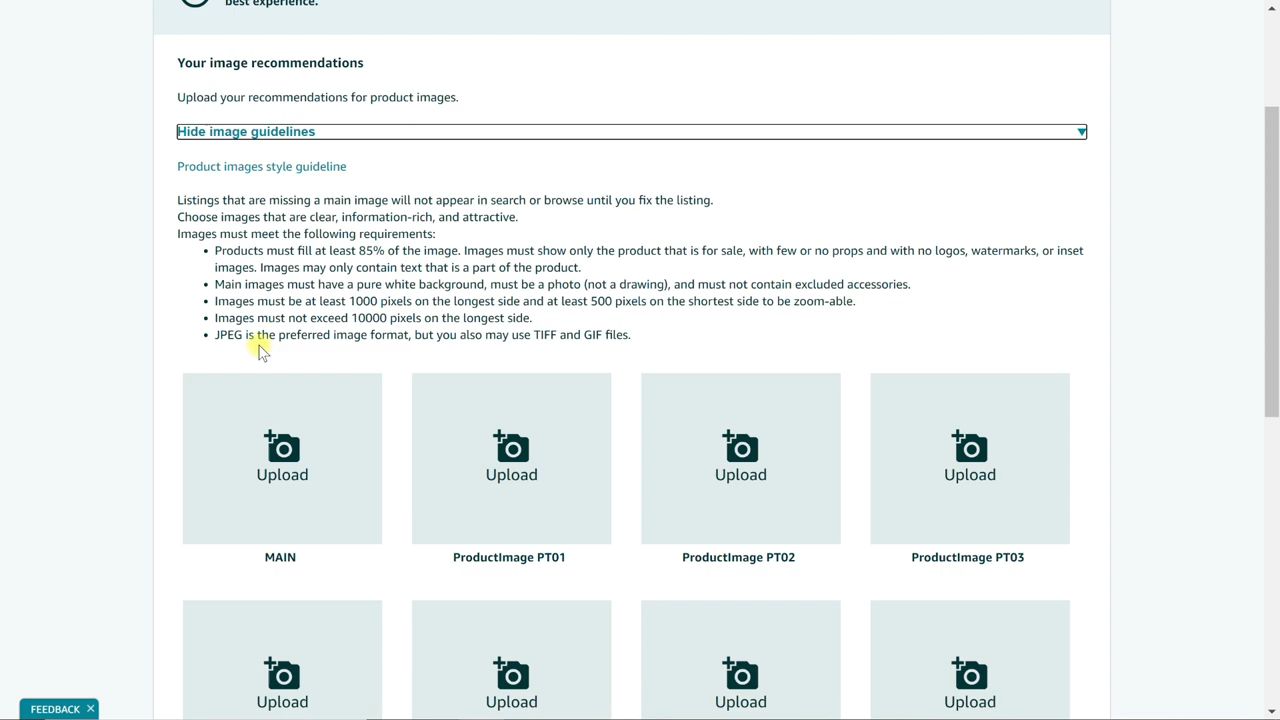 best experience.
Your image recommendations
Upload your recommendations for product images.
Hide image guidelines
Product images style guideline
Listings that are missing a main image will not appear in search or browse until you fix the listing.
Choose images that are clear, information-rich, and attractive.
Images must meet the following requirements:
• Products must fill at least 85% of the image. Images must show only the product that is for sale, with few or no props and with no logos, watermarks, or inset
images. Images may only contain text that is a part of the product.
• Main images must have a pure white background, must be a photo (not a drawing), and must not contain excluded accessories.
• Images must be at least 1000 pixels on the longest side and at least 500 pixels on the shortest side to be zoom-able.
• Images must not exceed 10000 pixels on the longest side.
• JPEG is the preferred image format, but you also may use TIFF and GIF files.
Upload Upload Upload Upload
MAIN ProductImage PT01 ProductImage PT02 ProductImage PT03
Upload Upload Upload Upload
FEEDBACK